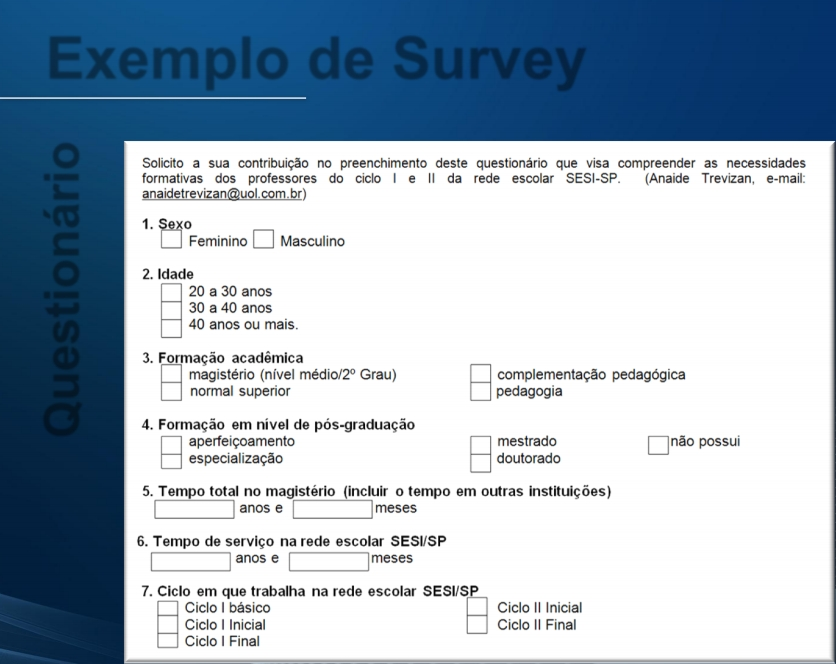 Exemplo de Survey
Questionário
Solicito a sua contribuição no preenchimento deste questionário que visa compreender as necessidades
formativas dos professores do ciclo I e II da rede escolar SESI-SP. (Anaide Trevizan, e-mail:
anaidetrevizan@uol.com.br)
1. Sexo
Feminino Masculino
2. Idade
20 a 30 anos
30 a 40 anos
40 anos ou mais.
3. Formação acadêmica
magistério (nível médio/2º Grau) complementação pedagógica
normal superior pedagogia
4. Formação em nível de pós-graduação
aperfeiçoamento mestrado não possui
especialização doutorado
5. Tempo total no magistério (incluir o tempo em outras instituições)
anos e meses
6. Tempo de serviço na rede escolar SESI/SP
anos e meses
7. Ciclo em que trabalha na rede escolar SESI/SP
Ciclo I básico Ciclo II Inicial
Ciclo I Inicial Ciclo II Final
Ciclo I Final